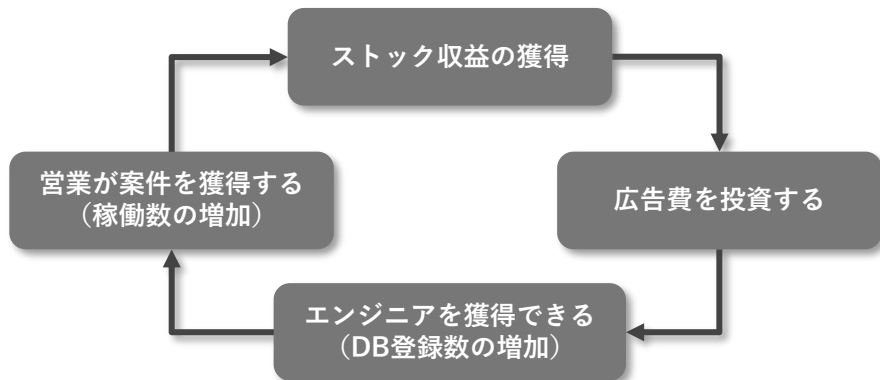 ストック収益の獲得
営業が案件を獲得する
（稼働数の増加）
広告費を投資する
エンジニアを獲得できる
（DB登録数の増加）